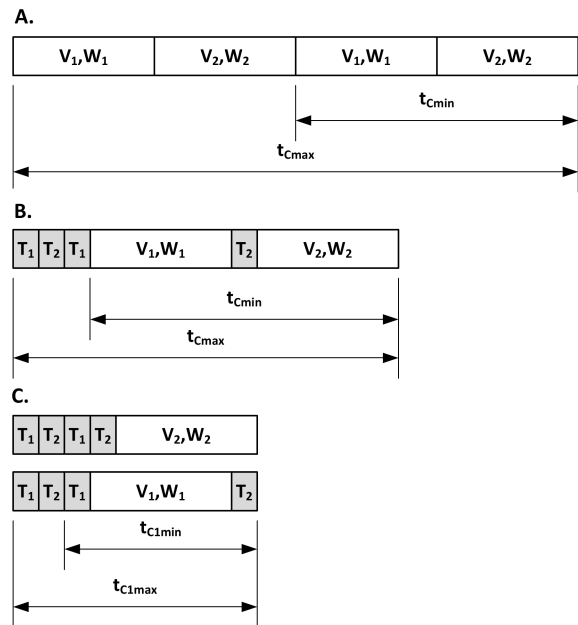 A.
V₁,W₁ V₂,W₂ V₁,W₁ V₂,W₂
tCmin
tCmax
B.
T₁ T₂ T₁ V₁,W₁ T₂ V₂,W₂
tCmin
tCmax
C.
T₁ T₂ T₁ T₂ V₂,W₂
T₁ T₂ T₁ V₁,W₁ T₂
tC1min
tC1max